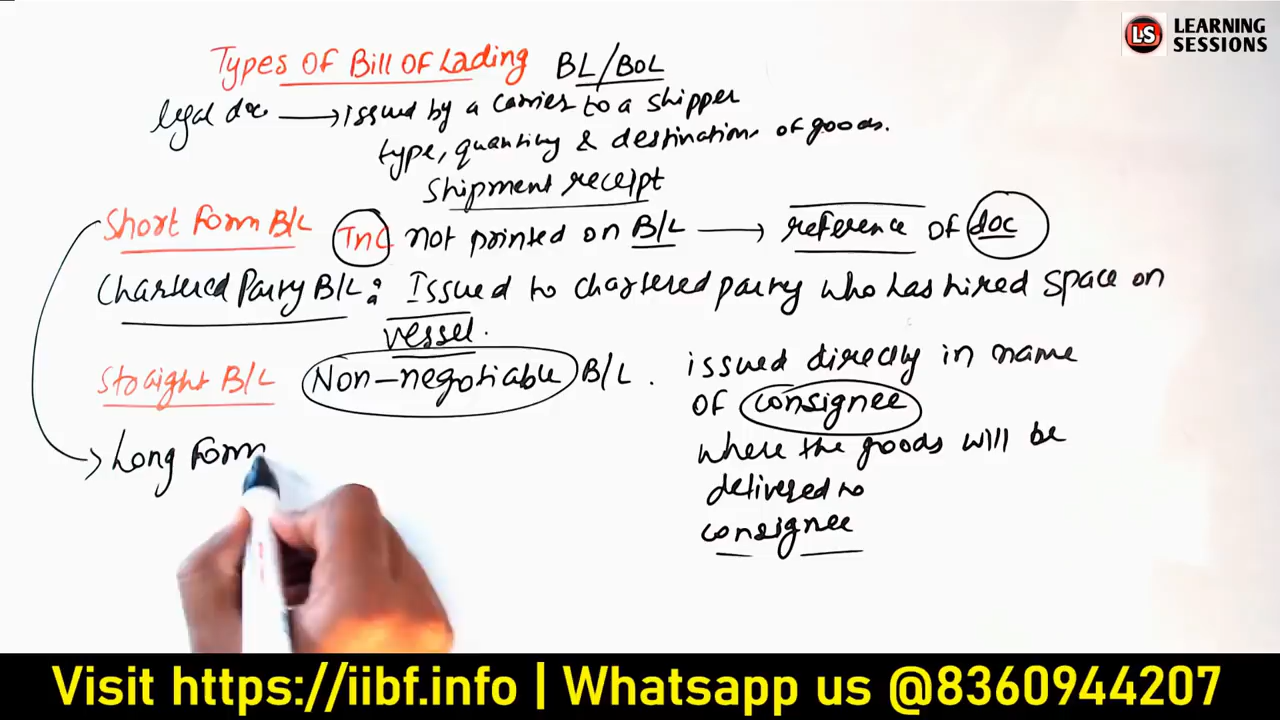 LS LEARNING SESSIONS
Types Of Bill Of Lading BL/BOL
legal doc → issued by a carrier to a shipper
type, quantity & destinations of goods.
Shipment receipt
Short Form B/L TnC not printed on B/L → reference of doc
Chartered Party B/L: Issued to chartered party who has hired space on
vessel.
Straight B/L Non-negotiable B/L. issued directly in name
of consignee
where the goods will be
delivered to
consignee
→ Long Form
Visit https://iibf.info | Whatsapp us @8360944207